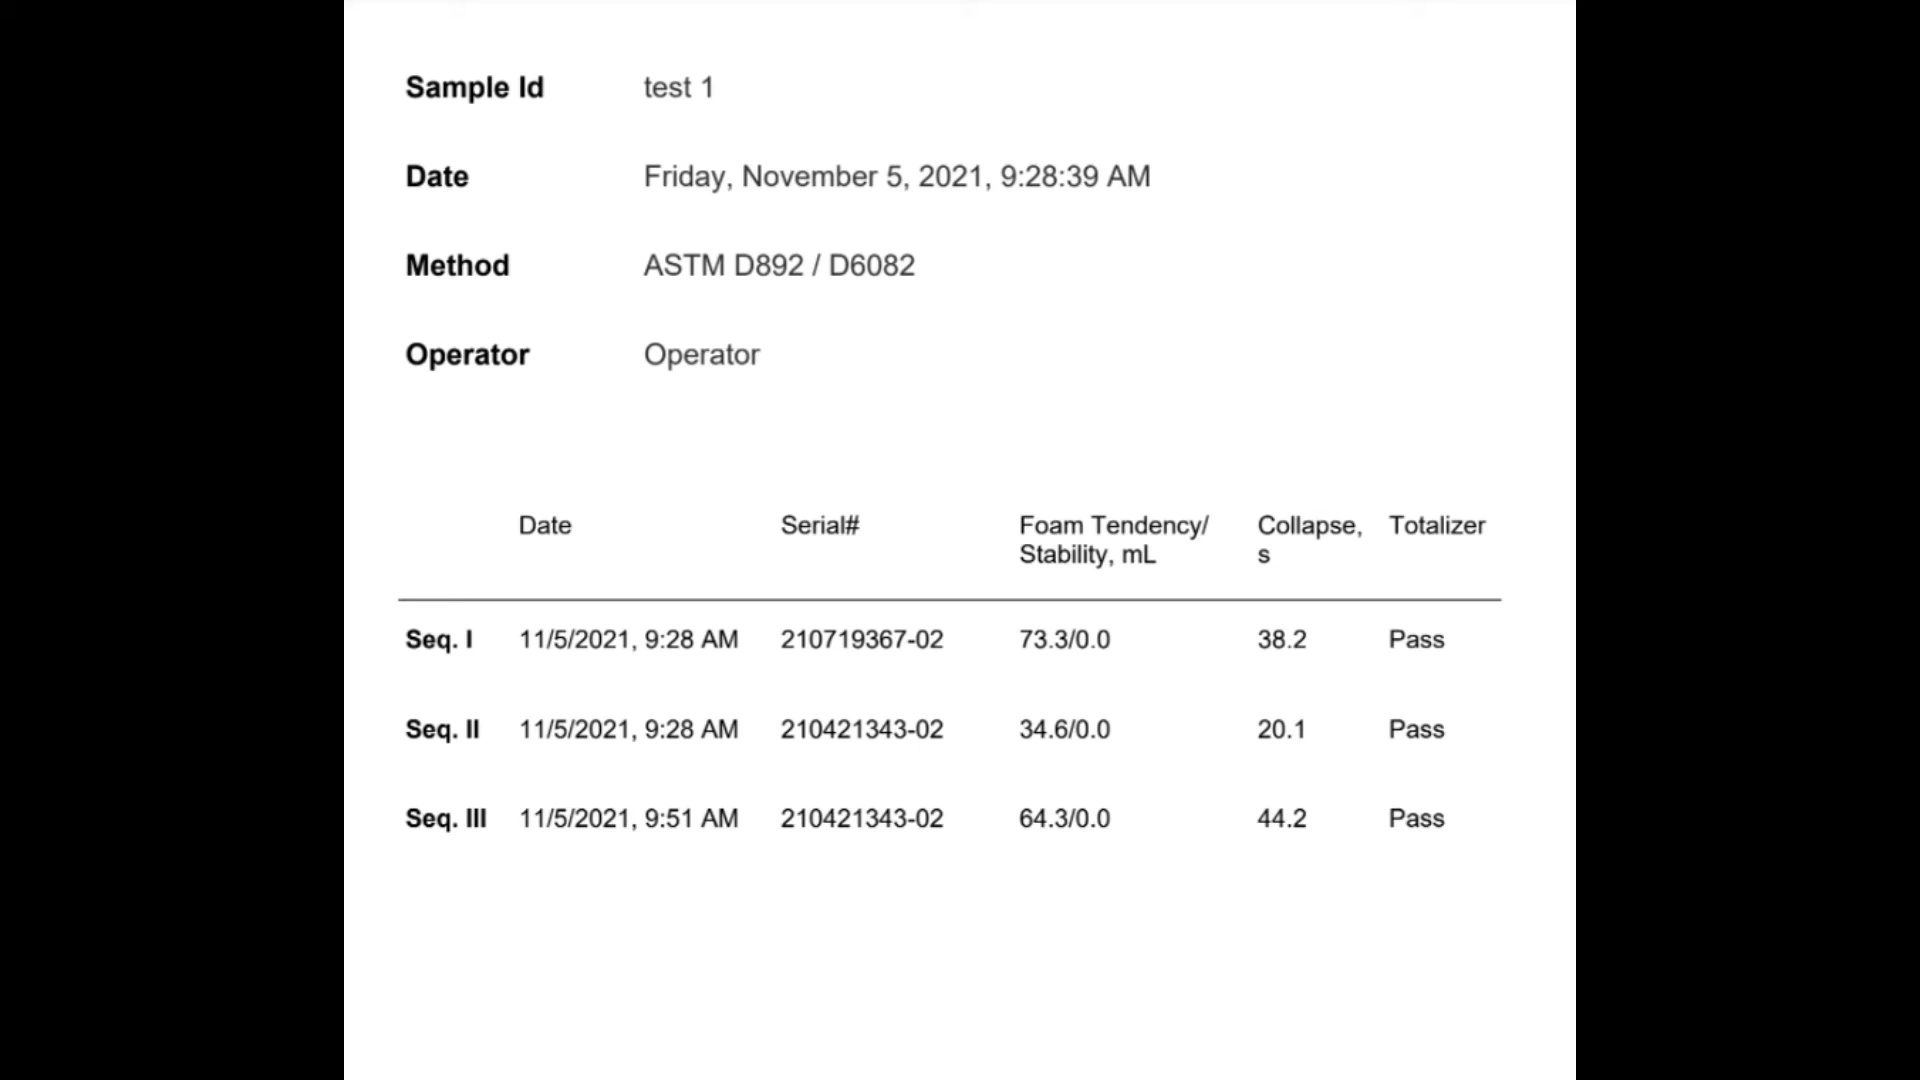 Sample Id test 1
Date Friday, November 5, 2021, 9:28:39 AM
Method ASTM D892 / D6082
Operator Operator
Date Serial# Foam Tendency/ Collapse, Totalizer
Stability, mL s
Seq. I 11/5/2021, 9:28 AM 210719367-02 73.3/0.0 38.2 Pass
Seq. II 11/5/2021, 9:28 AM 210421343-02 34.6/0.0 20.1 Pass
Seq. III 11/5/2021, 9:51 AM 210421343-02 64.3/0.0 44.2 Pass